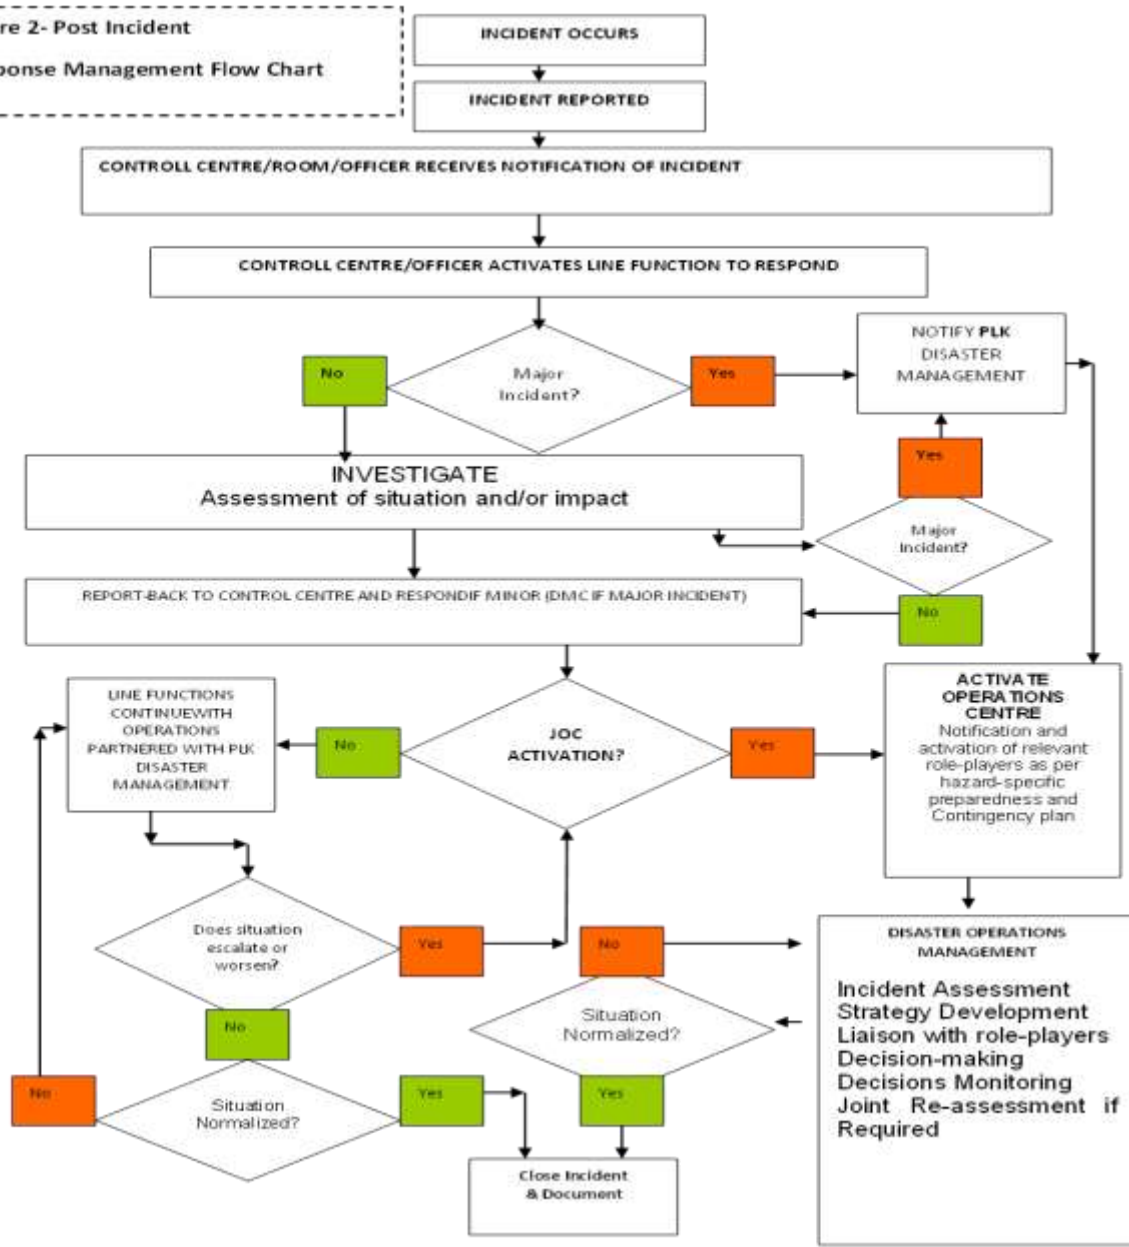 re 2- Post Incident
ponse Management Flow Chart
INCIDENT OCCURS
INCIDENT REPORTED
CONTROLL CENTRE/ROOM/OFFICER RECEIVES NOTIFICATION OF INCIDENT
CONTROLL CENTRE/OFFICER ACTIVATES LINE FUNCTION TO RESPOND
No
Major
Incident?
Yes
NOTIFY PLK
DISASTER
MANAGEMENT
INVESTIGATE
Assessment of situation and/or impact
Yes
Major
Incident?
No
REPORT-BACK TO CONTROL CENTRE AND RESPONDIF MINOR (DMC IF MAJOR INCIDENT)
LINE FUNCTIONS
CONTINUEWITH
OPERATIONS
PARTNERED WITH PLK
DISASTER
MANAGEMENT
No
JOC
ACTIVATION?
Yes
ACTIVATE
OPERATIONS
CENTRE
Notification and
activation of relevant
role-players as per
hazard-specific
preparedness and
Contingency plan
Does situation
escalate or
worsen?
Yes
No
No
Situation
Normalized?
Yes
No
Situation
Normalized?
Yes
Close Incident
& Document
DISASTER OPERATIONS
MANAGEMENT
Incident Assessment
Strategy Development
Liaison with role-players
Decision-making
Decisions Monitoring
Joint Re-assessment if
Required